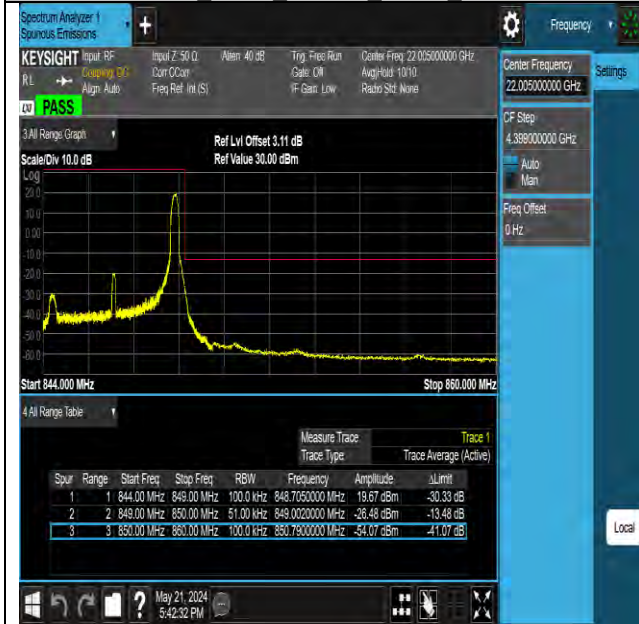 Spectrum Analyzer 1
Spurious Emissions
Frequency
KEYSIGHT Input: RF Input Z: 50 Ω Atten: 40 dB Trig: Free Run Center Freq: 22.005000000 GHz
RL Coupling: DC Corr CCorr Gate: Off Avg|Hold: 10/10
Align: Auto Freq Ref: Int (S) IF Gain: Low Radio Std: None
PASS
Center Frequency
22.005000000 GHz
Settings
CF Step
4.399000000 GHz
Auto
Man
Freq Offset
0 Hz
3 All Range Graph
Ref Lvl Offset 3.11 dB
Scale/Div 10.0 dB Ref Value 30.00 dBm
Log
20.0
10.0
0.00
-10.0
-20.0
-30.0
-40.0
-50.0
-60.0
Start 844.000 MHz Stop 860.000 MHz
4 All Range Table
Measure Trace Trace 1
Trace Type Trace Average (Active)
Spur Range Start Freq Stop Freq RBW Frequency Amplitude ΔLimit
1 1 844.00 MHz 849.00 MHz 100.0 kHz 848.7050000 MHz 19.67 dBm -30.33 dB
2 2 849.00 MHz 850.00 MHz 51.00 kHz 849.0020000 MHz -26.48 dBm -13.48 dB
3 3 850.00 MHz 860.00 MHz 100.0 kHz 850.7900000 MHz -54.07 dBm -41.07 dB
Local
May 21, 2024
5:42:32 PM